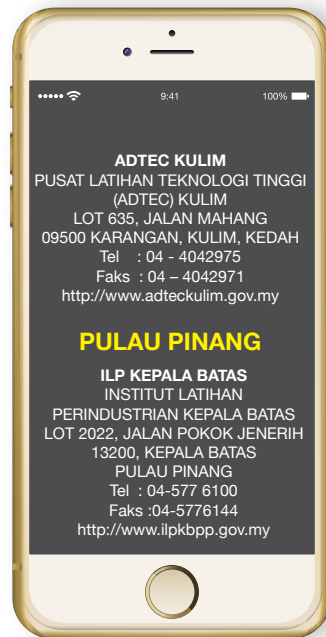 9:41
100%
ADTEC KULIM
PUSAT LATIHAN TEKNOLOGI TINGGI
(ADTEC) KULIM
LOT 635, JALAN MAHANG
09500 KARANGAN, KULIM, KEDAH
Tel : 04 - 4042975
Faks : 04 – 4042971
http://www.adteckulim.gov.my
PULAU PINANG
ILP KEPALA BATAS
INSTITUT LATIHAN
PERINDUSTRIAN KEPALA BATAS
LOT 2022, JALAN POKOK JENERIH
13200, KEPALA BATAS
PULAU PINANG
Tel : 04-577 6100
Faks :04-5776144
http://www.ilpkbpp.gov.my